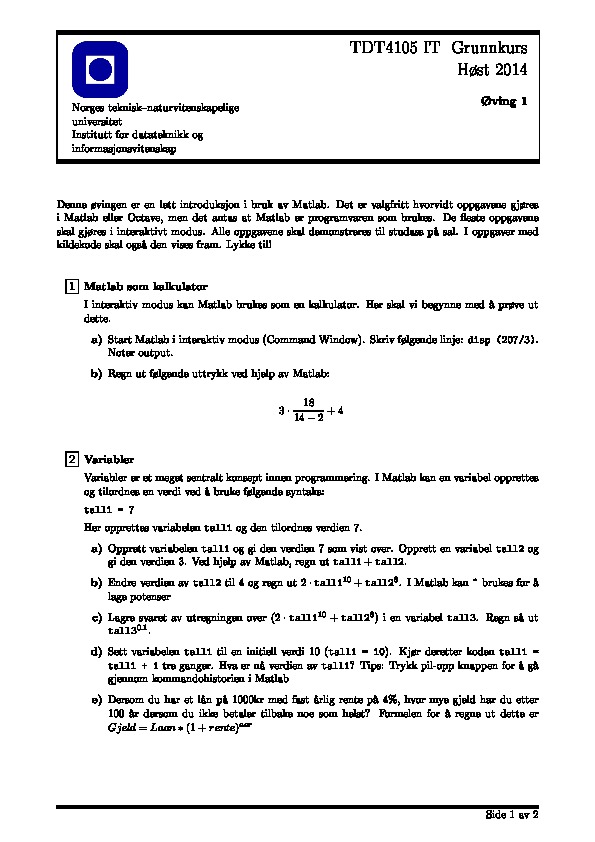 TDT4105 IT Grunnkurs
Høst 2014
Øving 1
Norges teknisk–naturvitenskapelige
universitet
Institutt for datateknikk og
informasjonsvitenskap
Denne øvingen er en lett introduksjon i bruk av Matlab. Det er valgfritt hvorvidt oppgavene gjøres
i Matlab eller Octave, men det antas at Matlab er programvaren som brukes. De fleste oppgavene
skal gjøres i interaktivt modus. Alle oppgavene skal demonstreres til studass på sal. I oppgaver med
kildekode skal også den vises fram. Lykke til!
1 Matlab som kalkulator
I interaktiv modus kan Matlab brukes som en kalkulator. Her skal vi begynne med å prøve ut
dette.
a) Start Matlab i interaktiv modus (Command Window). Skriv følgende linje: disp (207/3).
Noter output.
b) Regn ut følgende uttrykk ved hjelp av Matlab:
3 · 18/(14 − 2) + 4
2 Variabler
Variabler er et meget sentralt konsept innen programmering. I Matlab kan en variabel opprettes
og tilordnes en verdi ved å bruke følgende syntaks:
tall1 = 7
Her opprettes variabelen tall1 og den tilordnes verdien 7.
a) Opprett variabelen tall1 og gi den verdien 7 som vist over. Opprett en variabel tall2 og
gi den verdien 3. Ved hjelp av Matlab, regn ut tall1 + tall2.
b) Endre verdien av tall2 til 4 og regn ut 2 · tall1^10 + tall2^9. I Matlab kan ^ brukes for å
lage potenser
c) Lagre svaret av utregningen over (2 · tall1^10 + tall2^9) i en variabel tall3. Regn så ut
tall3^0.1.
d) Sett variabelen tall1 til en initiell verdi 10 (tall1 = 10). Kjør deretter koden tall1 =
tall1 + 1 tre ganger. Hva er nå verdien av tall1? Tips: Trykk pil-opp knappen for å gå
gjennom kommandohistorien i Matlab
e) Dersom du har et lån på 1000kr med fast årlig rente på 4%, hvor mye gjeld har du etter
100 år dersom du ikke betaler tilbake noe som helst? Formelen for å regne ut dette er
Gjeld = Laan ∗ (1 + rente)^aar
Side 1 av 2